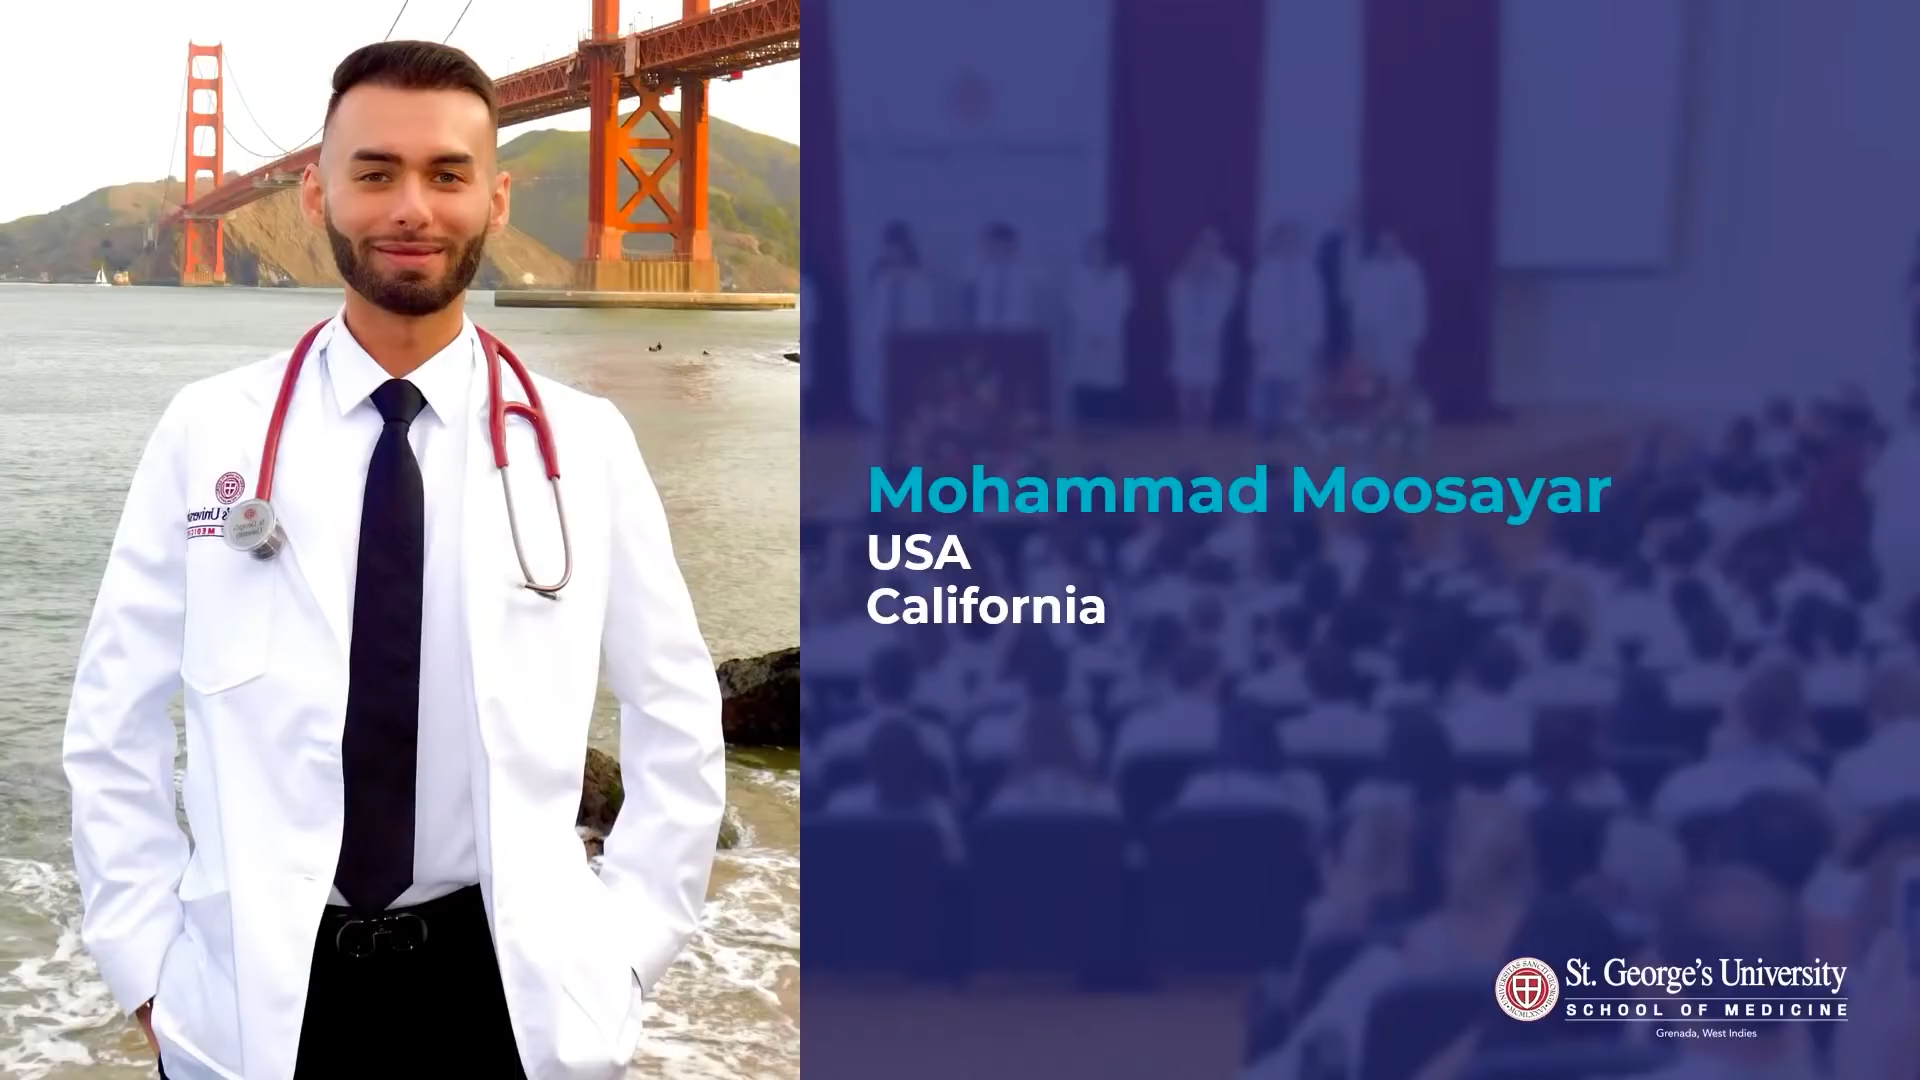 Mohammad Moosayar
USA
California
St. George's University
SCHOOL OF MEDICINE
Grenada, West Indies